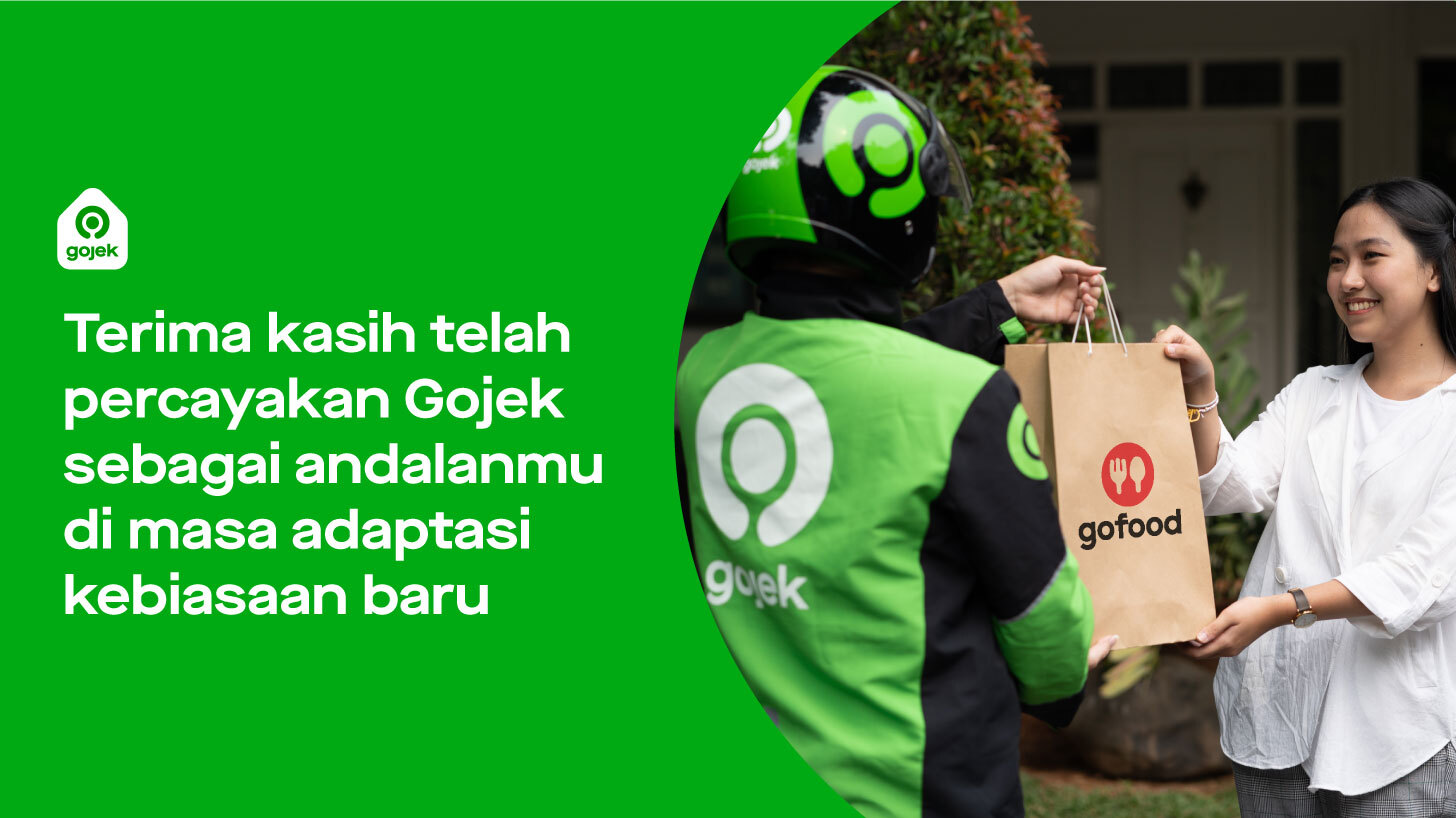 gojek
Terima kasih telah
percayakan Gojek
sebagai andalanmu
di masa adaptasi
kebiasaan baru
gojek
gojek
gofood